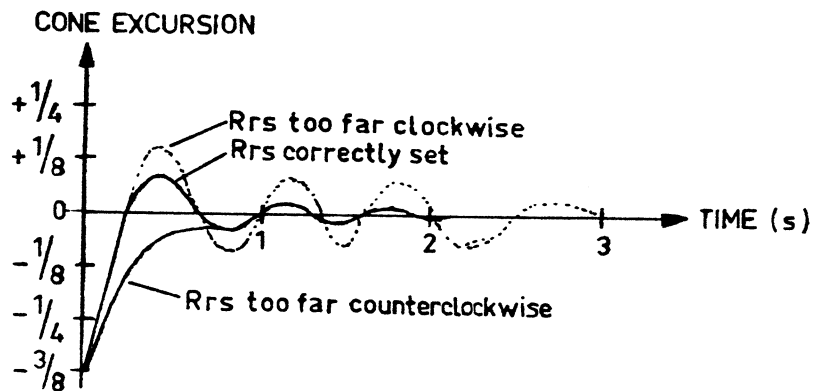 CONE EXCURSION
+1/4
Rrs too far clockwise
+1/8
Rrs correctly set
0
1
2
3
TIME (s)
-1/8
Rrs too far counterclockwise
-1/4
-3/8